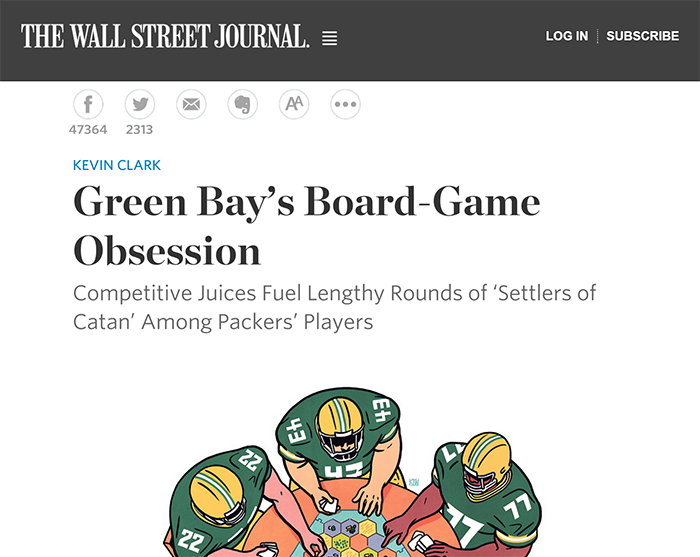 THE WALL STREET JOURNAL.
LOG IN SUBSCRIBE
47364 2313
KEVIN CLARK
Green Bay’s Board-Game
Obsession
Competitive Juices Fuel Lengthy Rounds of ‘Settlers of
Catan’ Among Packers’ Players
43 43
43
22
22
77
77